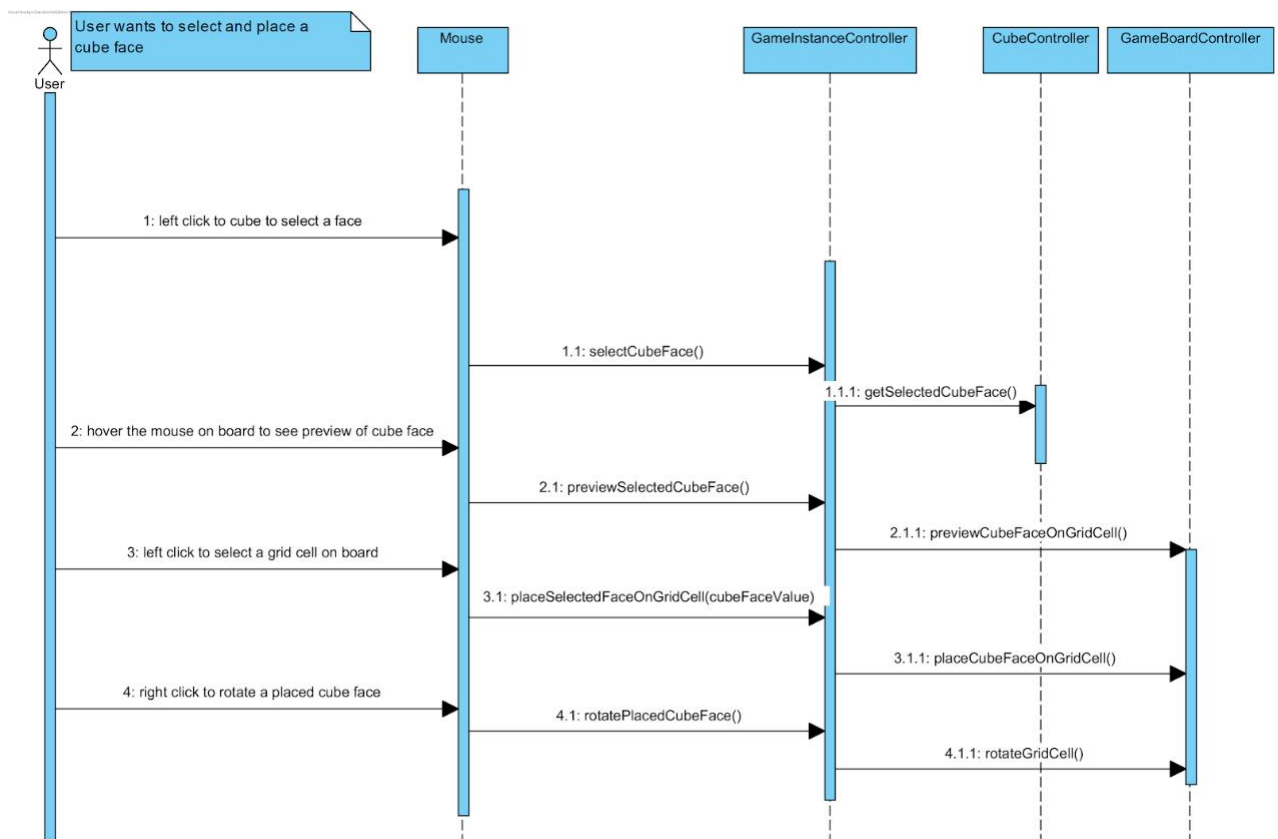 User wants to select and place a
cube face
User
Mouse
GameInstanceController
CubeController
GameBoardController
1: left click to cube to select a face
1.1: selectCubeFace()
1.1.1: getSelectedCubeFace()
2: hover the mouse on board to see preview of cube face
2.1: previewSelectedCubeFace()
2.1.1: previewCubeFaceOnGridCell()
3: left click to select a grid cell on board
3.1: placeSelectedFaceOnGridCell(cubeFaceValue)
3.1.1: placeCubeFaceOnGridCell()
4: right click to rotate a placed cube face
4.1: rotatePlacedCubeFace()
4.1.1: rotateGridCell()